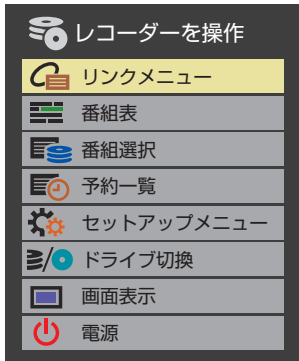 レコーダーを操作
リンクメニュー
番組表
番組選択
予約一覧
セットアップメニュー
ドライブ切換
画面表示
電源